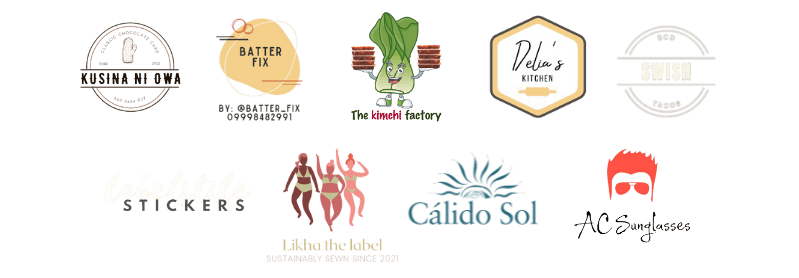 CLASSIC CHOCOLATE CAKE
KUSINA NI OWA
BATTER
FIX
BY: @BATTER_FIX
09998482991
The kimchi factory
Delia's
KITCHEN
BCD
SWISH
TACOS
STICKERS
Likha the label
SUSTAINABLY SEWN SINCE 2021
Cálido Sol
AC Sunglasses